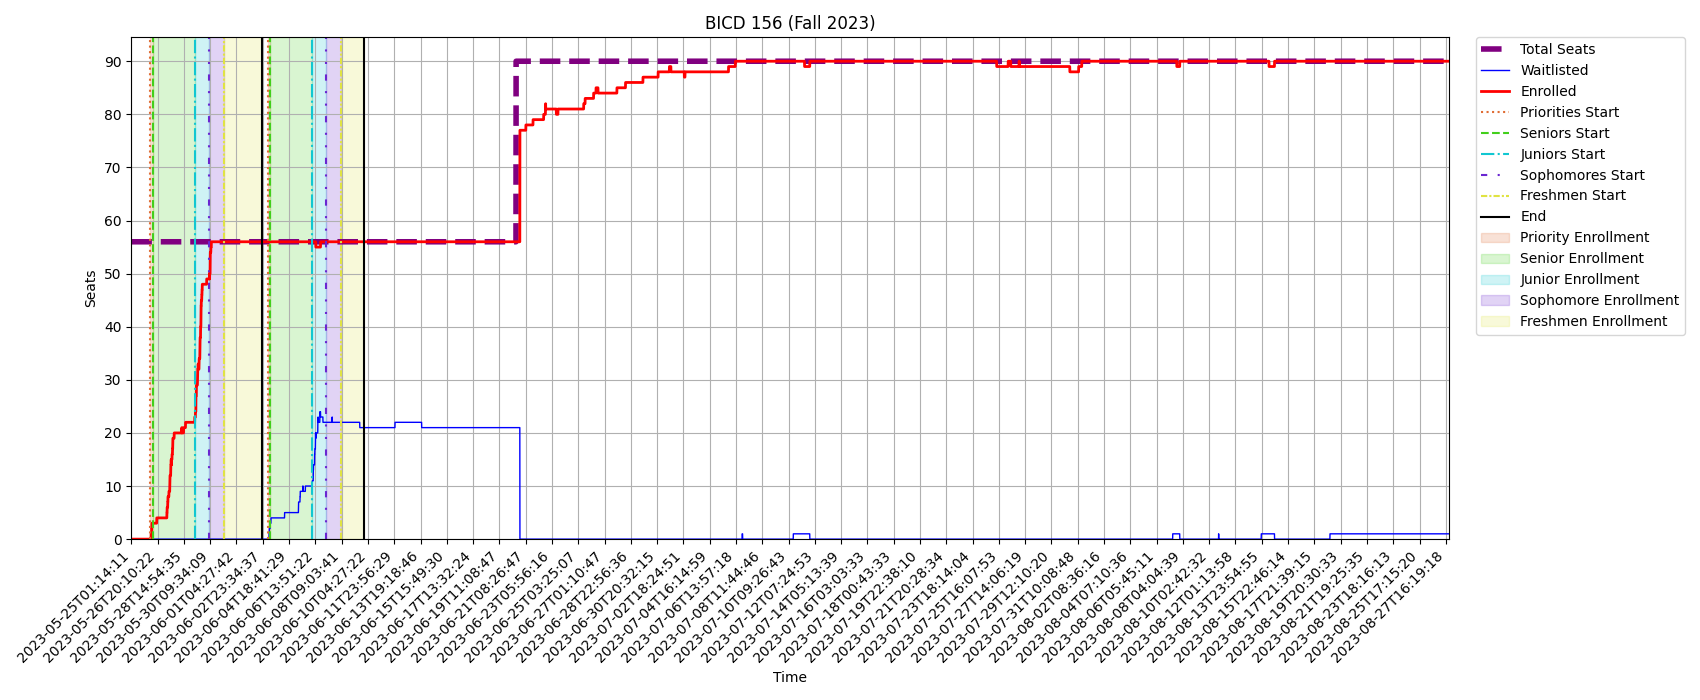 BICD 156 (Fall 2023)
Seats
90
80
70
60
50
40
30
20
10
0
2023-05-25T01:14:11
2023-05-26T20:10:22
2023-05-28T14:54:35
2023-05-30T09:34:09
2023-06-01T04:27:42
2023-06-02T23:34:37
2023-06-04T18:41:29
2023-06-06T13:51:22
2023-06-08T09:03:41
2023-06-10T04:27:22
2023-06-11T23:56:29
2023-06-13T19:18:46
2023-06-15T15:49:30
2023-06-17T13:32:24
2023-06-19T11:08:47
2023-06-21T08:26:47
2023-06-23T05:56:16
2023-06-25T03:25:07
2023-06-27T01:10:47
2023-06-28T22:56:36
2023-06-30T20:32:15
2023-07-02T18:24:51
2023-07-04T16:14:59
2023-07-06T13:57:18
2023-07-08T11:44:46
2023-07-10T09:26:43
2023-07-12T07:24:53
2023-07-14T05:13:39
2023-07-16T03:03:33
2023-07-18T00:43:33
2023-07-19T22:38:10
2023-07-21T20:28:34
2023-07-23T18:14:04
2023-07-25T16:07:53
2023-07-27T14:06:19
2023-07-29T12:10:20
2023-07-31T10:08:48
2023-08-02T08:36:16
2023-08-04T07:10:36
2023-08-06T05:45:11
2023-08-08T04:04:39
2023-08-10T02:42:32
2023-08-12T01:13:58
2023-08-13T23:54:55
2023-08-15T22:46:14
2023-08-17T21:39:15
2023-08-19T20:30:33
2023-08-21T19:25:35
2023-08-23T18:16:13
2023-08-25T17:15:20
2023-08-27T16:19:18
Time
Total Seats
Waitlisted
Enrolled
Priorities Start
Seniors Start
Juniors Start
Sophomores Start
Freshmen Start
End
Priority Enrollment
Senior Enrollment
Junior Enrollment
Sophomore Enrollment
Freshmen Enrollment